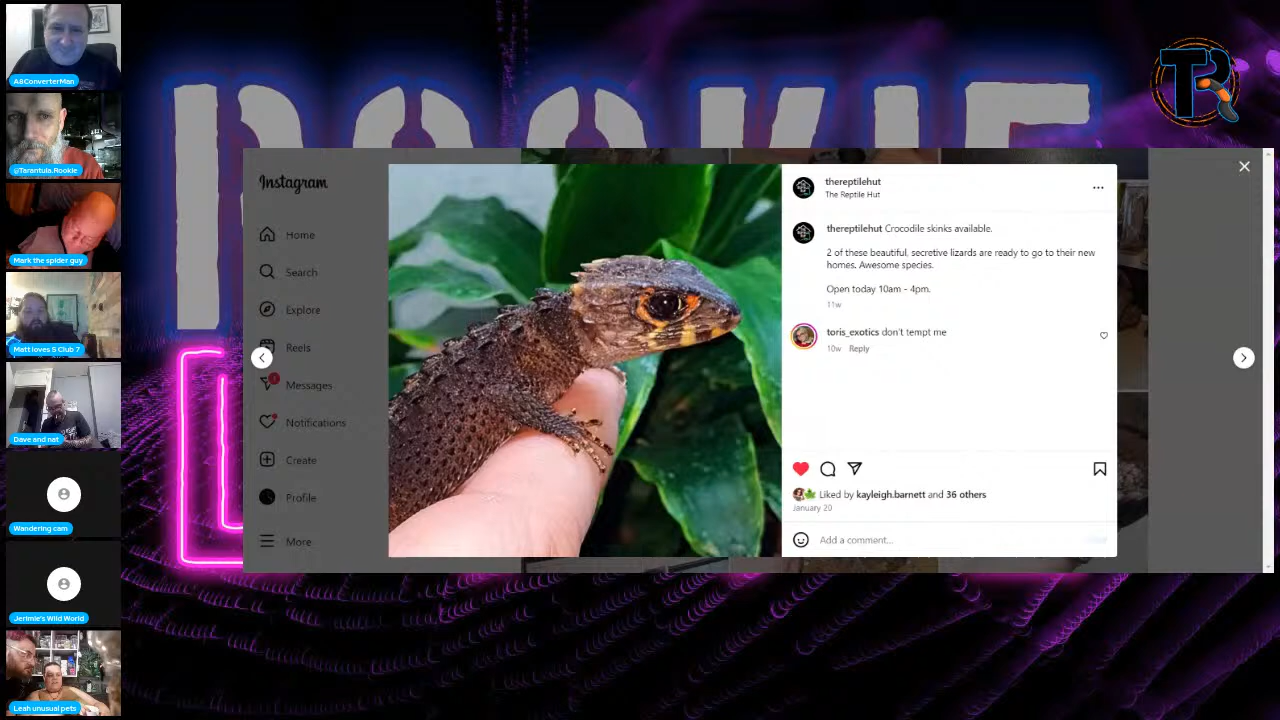 ABConverterMan
@Tarantula.Rookie
Mark the spider guy
Matt loves S Club 7
Dave and nat
Wandering cam
Jerimie's Wild World
Leah unusual pets
ROOKIE
TR
Instagram
Home
Search
Explore
Reels
Messages
1
Notifications
Create
Profile
More
thereptilehut
The Reptile Hut
thereptilehut Crocodile skinks available.
2 of these beautiful, secretive lizards are ready to go to their new
homes. Awesome species.
Open today 10am - 4pm.
11w
toris_exotics don't tempt me
10w Reply
Liked by kayleigh.barnett and 36 others
January 20
Add a comment...